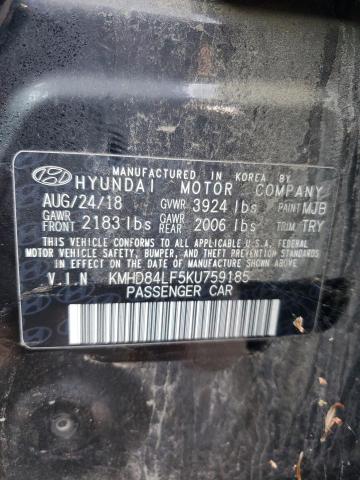 MANUFACTURED IN KOREA BY
HYUNDAI MOTOR COMPANY
AUG/24/18 GVWR 3924 lbs PAINT MJB
GAWR FRONT 2183 lbs GAWR REAR 2006 lbs TRIM TRY
THIS VEHICLE CONFORMS TO ALL APPLICABLE U.S.A. FEDERAL
MOTOR VEHICLE SAFETY, BUMPER, AND THEFT PREVENTION
STANDARDS IN EFFECT ON THE DATE OF MANUFACTURE SHOWN ABOVE.
V.I.N KMHD84LF5KU759185
PASSENGER CAR